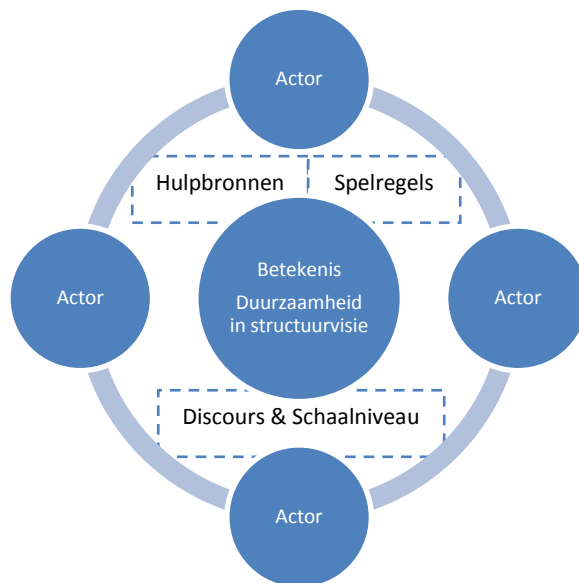 Actor
Hulpbronnen
Spelregels
Betekenis
Duurzaamheid
in structuurvisie
Actor
Actor
Discours & Schaalniveau
Actor